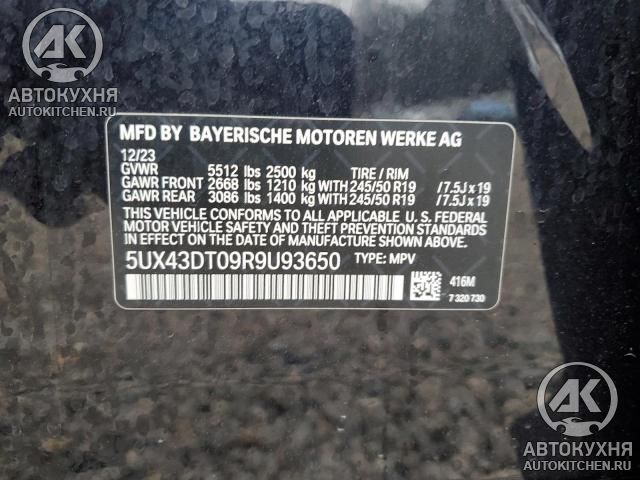 АК
АВТОКУХНЯ
AUTOKITCHEN.RU
MFD BY BAYERISCHE MOTOREN WERKE AG
12/23
GVWR 5512 lbs 2500 kg TIRE / RIM
GAWR FRONT 2668 lbs 1210 kg WITH 245/50 R19 /7.5J x 19
GAWR REAR 3086 lbs 1400 kg WITH 245/50 R19 /7.5J x 19
THIS VEHICLE CONFORMS TO ALL APPLICABLE U. S. FEDERAL
MOTOR VEHICLE SAFETY AND THEFT PREVENTION STANDARDS
IN EFFECT ON THE DATE OF MANUFACTURE SHOWN ABOVE.
5UX43DT09R9U93650 TYPE: MPV
416M
7 320 730
АК
АВТОКУХНЯ
AUTOKITCHEN.RU